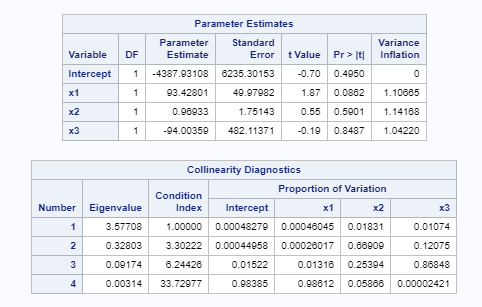 Parameter Estimates
Variable DF Parameter Estimate Standard Error t Value Pr > |t| Variance Inflation
Intercept 1 -4387.93108 6235.30153 -0.70 0.4950 0
x1 1 93.42801 49.97982 1.87 0.0862 1.10665
x2 1 0.96933 1.75143 0.55 0.5901 1.14168
x3 1 -94.00359 482.11371 -0.19 0.8487 1.04220
Collinearity Diagnostics
Number Eigenvalue Condition Index Proportion of Variation
Intercept x1 x2 x3
1 3.57708 1.00000 0.00048279 0.00046045 0.01831 0.01074
2 0.32803 3.30222 0.00044958 0.00026017 0.66909 0.12075
3 0.09174 6.24426 0.01522 0.01316 0.25394 0.86848
4 0.00314 33.72977 0.98385 0.98612 0.05866 0.00002421